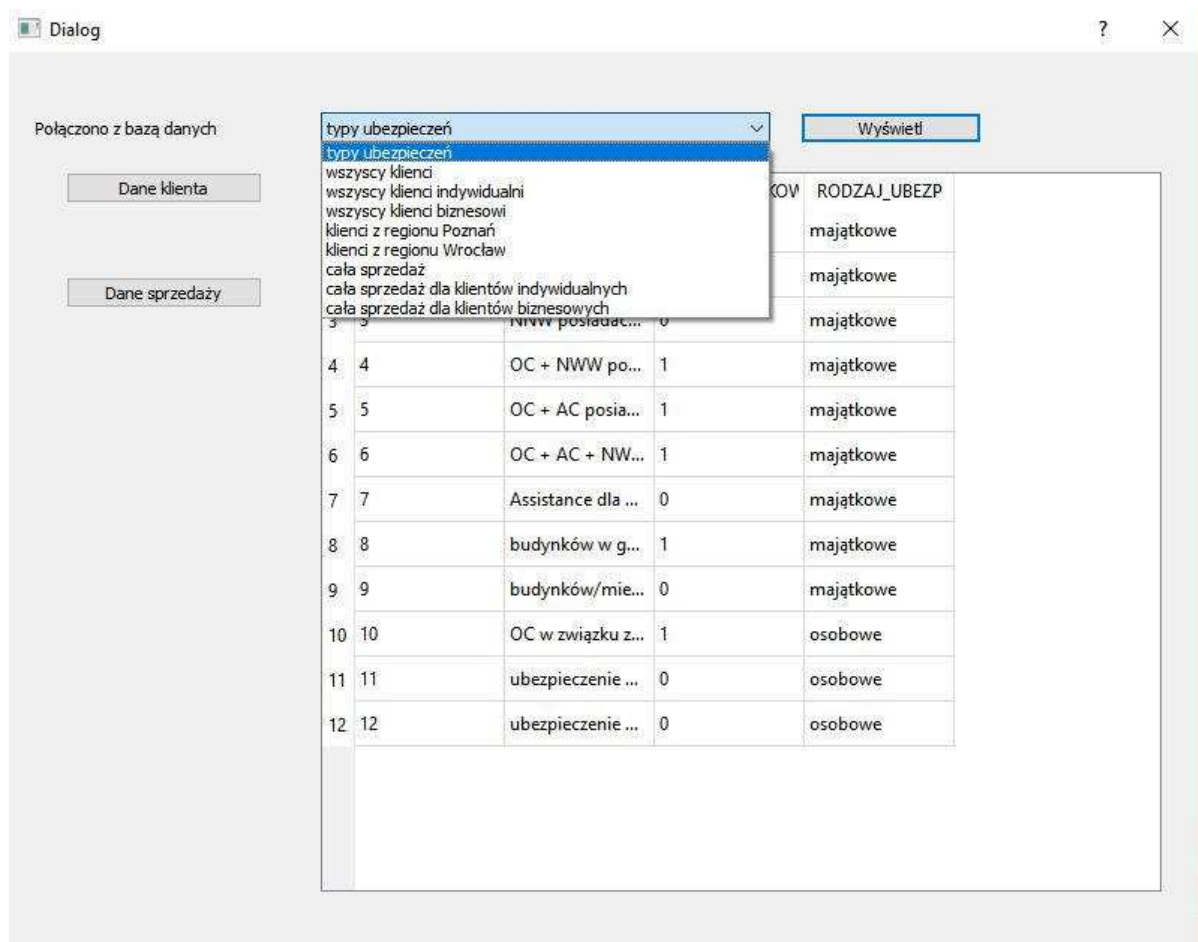 Dialog
?
Połączono z bazą danych
typy ubezpieczeń
Wyświetl
typy ubezpieczeń
wszyscy klienci
wszyscy klienci indywidualni
wszyscy klienci biznesowi
klienci z regionu Poznań
klienci z regionu Wrocław
cała sprzedaż
cała sprzedaż dla klientów indywidualnych
cała sprzedaż dla klientów biznesowych
Dane klienta
Dane sprzedaży
RODZAJ_UBEZP
majątkowe
majątkowe
3 3 NNW posiadac... 0 majątkowe
4 4 OC + NWW po... 1 majątkowe
5 5 OC + AC posia... 1 majątkowe
6 6 OC + AC + NW... 1 majątkowe
7 7 Assistance dla ... 0 majątkowe
8 8 budynków w g... 1 majątkowe
9 9 budynków/mie... 0 majątkowe
10 10 OC w związku z... 1 osobowe
11 11 ubezpieczenie ... 0 osobowe
12 12 ubezpieczenie ... 0 osobowe